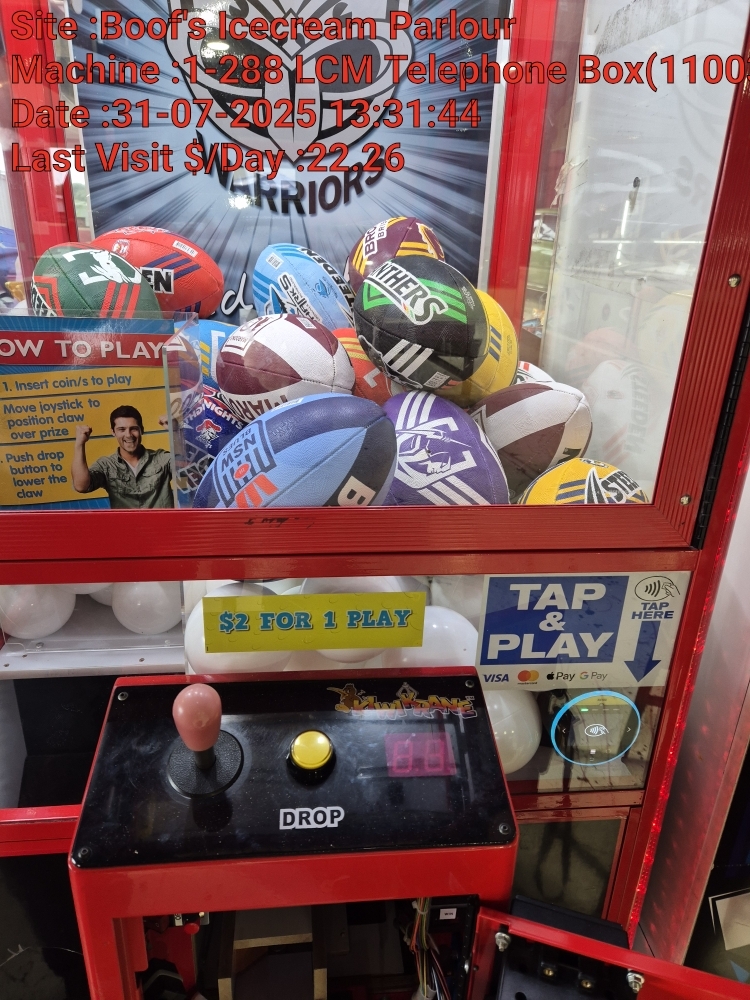 Site :Boof's Icecream Parlour
Machine :1-288 LCM Telephone Box(1100
Date :31-07-2025 13:31:44
Last Visit $/Day :22.26
WARRIORS
PANTHERS
SHARKS
NSW
OW TO PLAY
1. Insert coin/s to play
Move joystick to
position claw
over prize
Push drop
button to
lower the
claw
$2 FOR 1 PLAY
TAP
&
PLAY
TAP
HERE
VISA
Pay
G Pay
KIWIKRANE
DROP